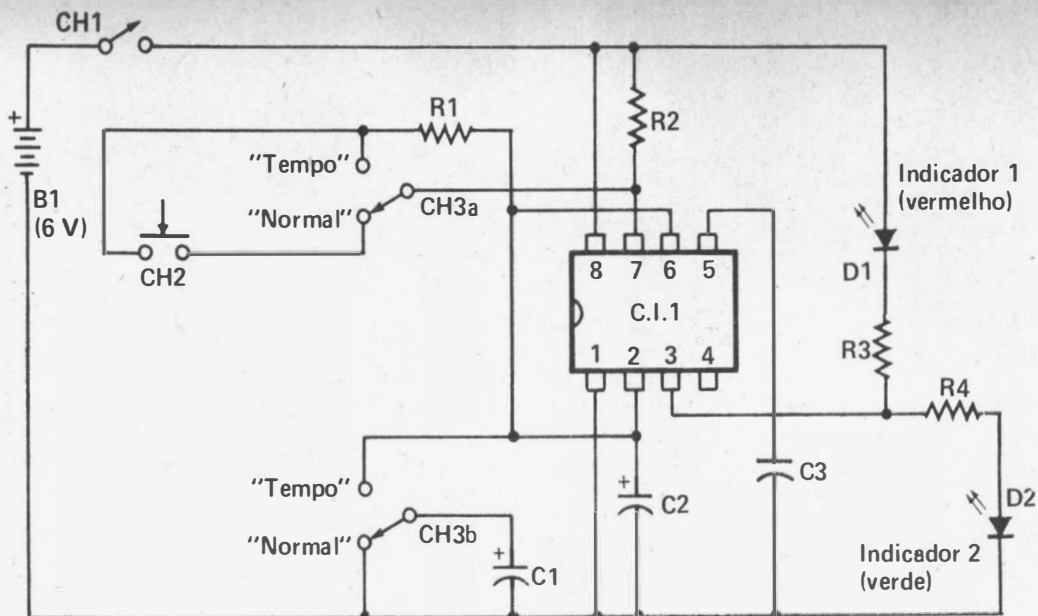 CH1
+
B1
(6 V)
"Tempo"
"Normal"
CH2
CH3a
R1
R2
8 7 6 5
C.I.1
1 2 3 4
Indicador 1
(vermelho)
D1
R3
R4
"Tempo"
"Normal"
CH3b
+
C1
+
C2
C3
D2
Indicador 2
(verde)